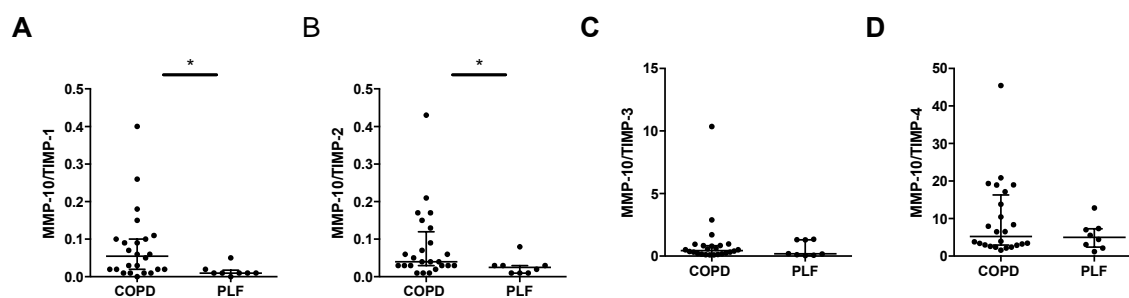 A
*
MMP-10/TIMP-1
0.5
0.4
0.3
0.2
0.1
0.0
COPD PLF
B
*
MMP-10/TIMP-2
0.5
0.4
0.3
0.2
0.1
0.0
COPD PLF
C
MMP-10/TIMP-3
15
10
5
0
COPD PLF
D
MMP-10/TIMP-4
50
40
30
20
10
0
COPD PLF